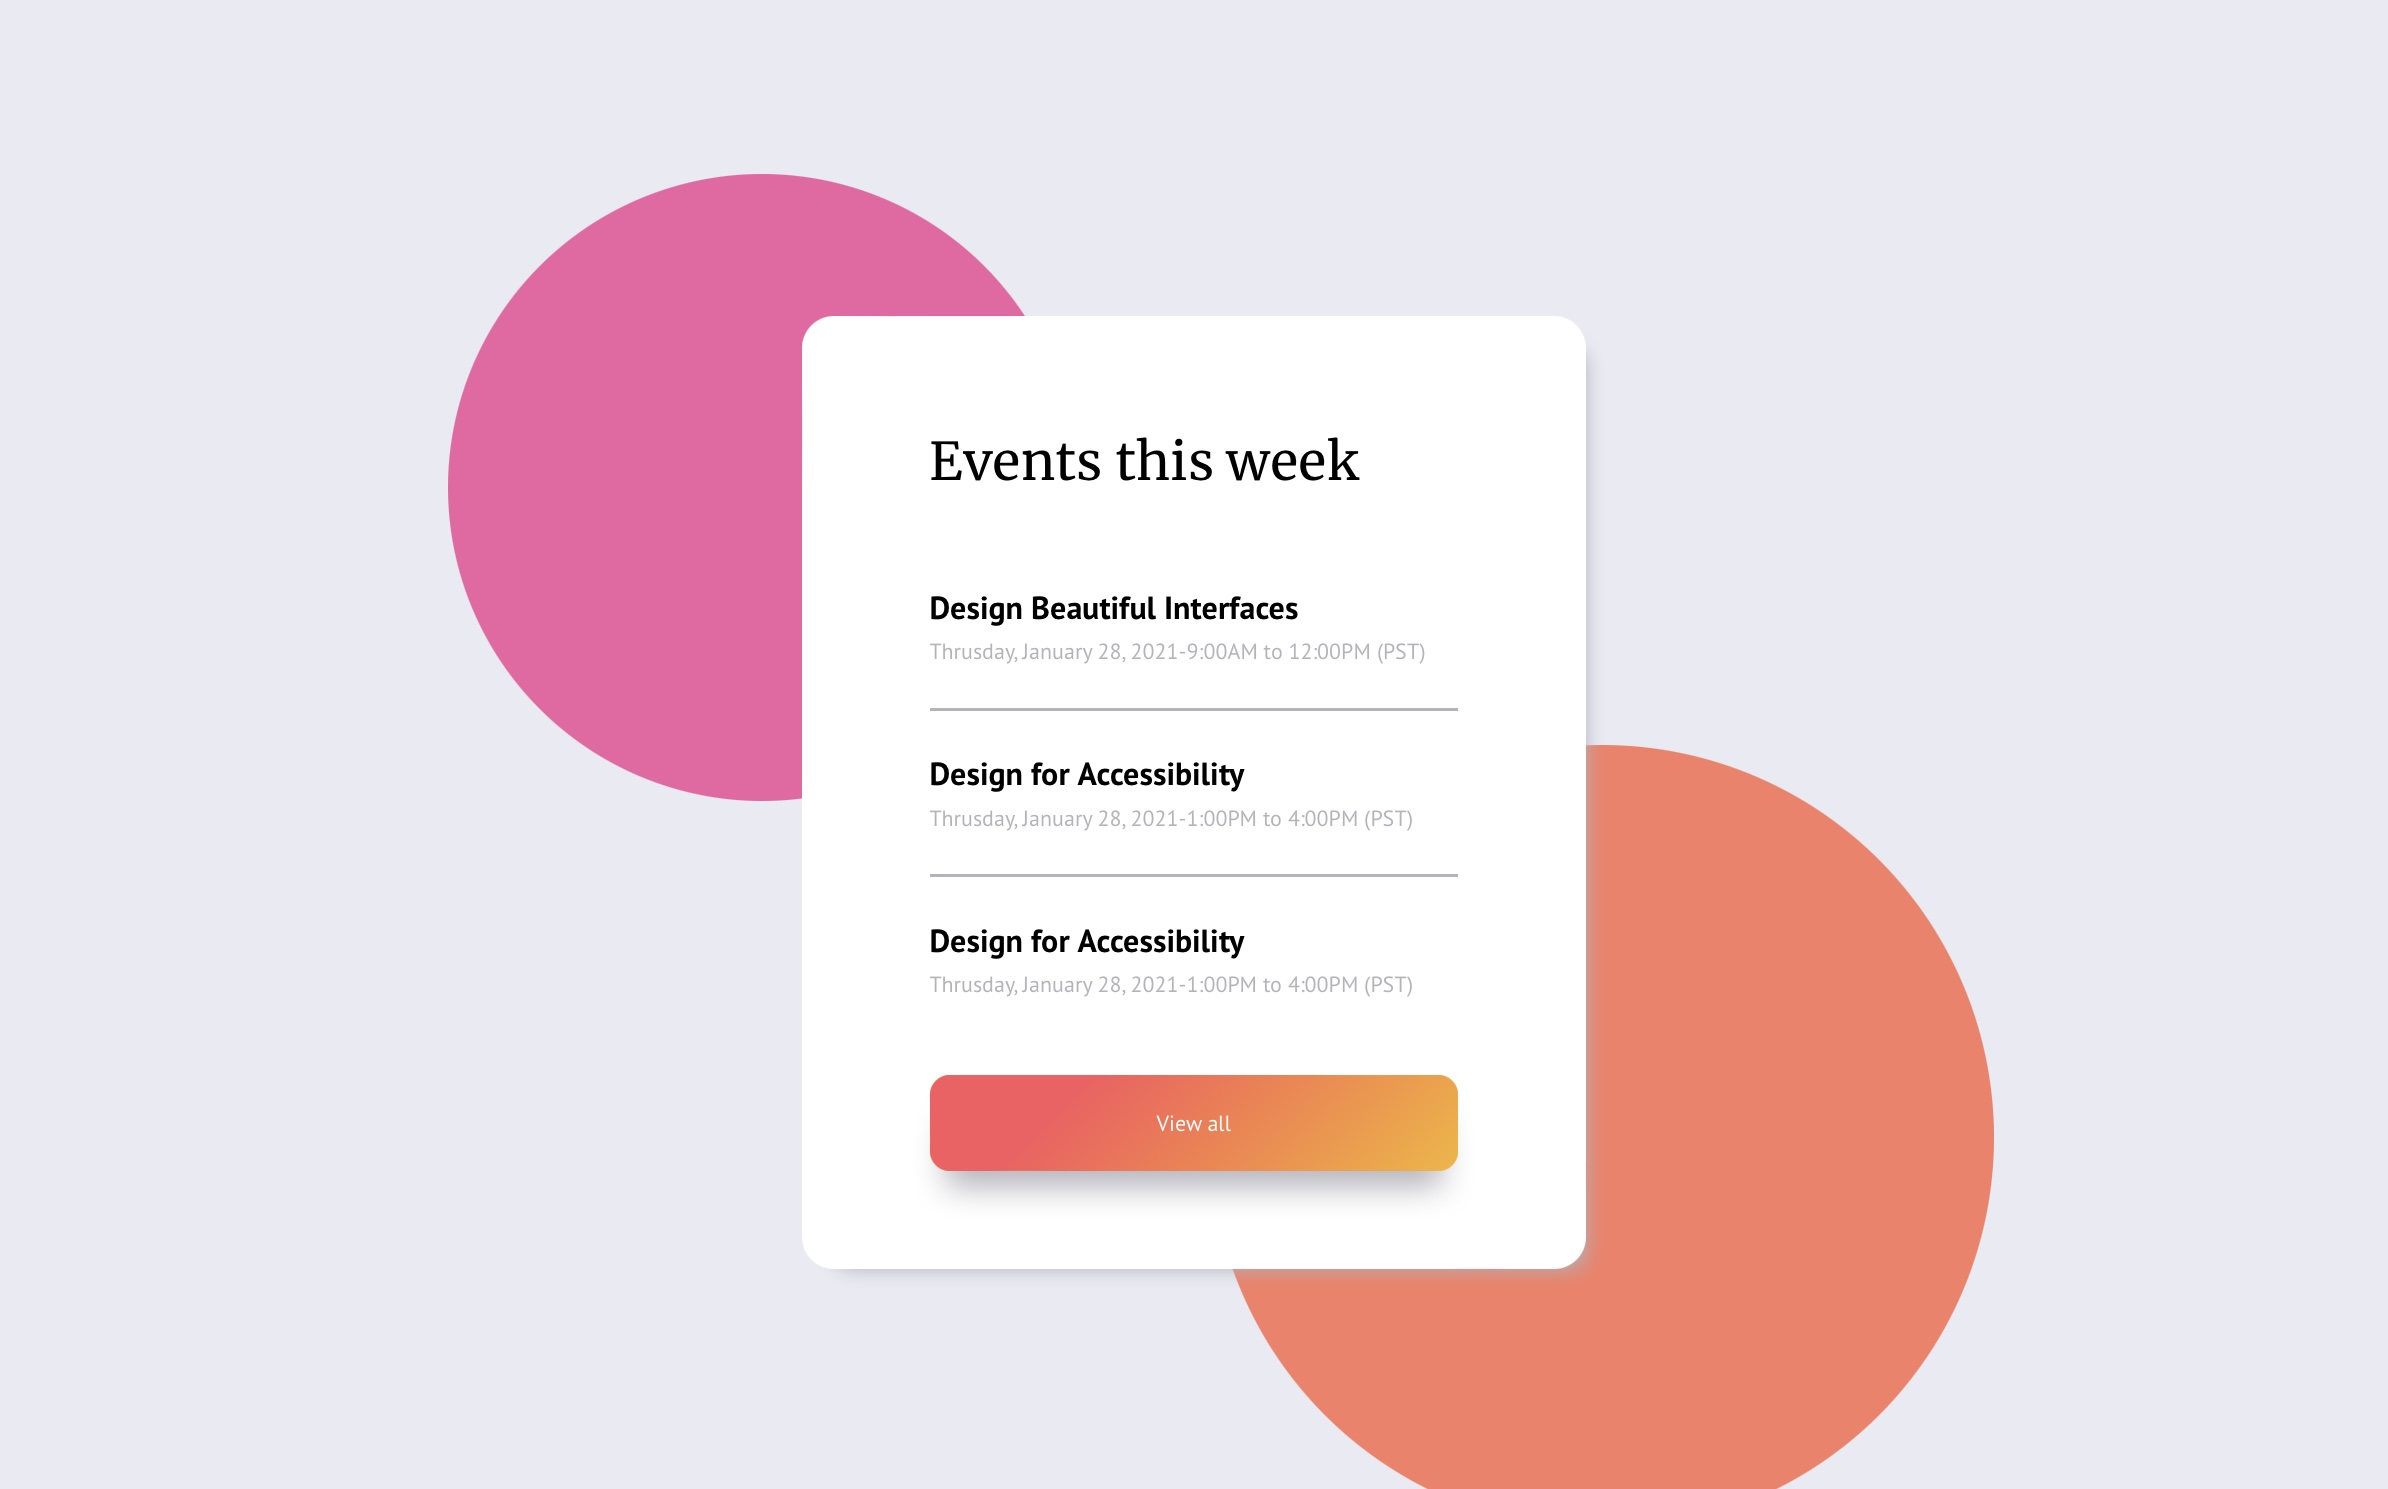 Events this week
Design Beautiful Interfaces
Thrusday, January 28, 2021-9:00AM to 12:00PM (PST)
Design for Accessibility
Thrusday, January 28, 2021-1:00PM to 4:00PM (PST)
Design for Accessibility
Thrusday, January 28, 2021-1:00PM to 4:00PM (PST)
View all